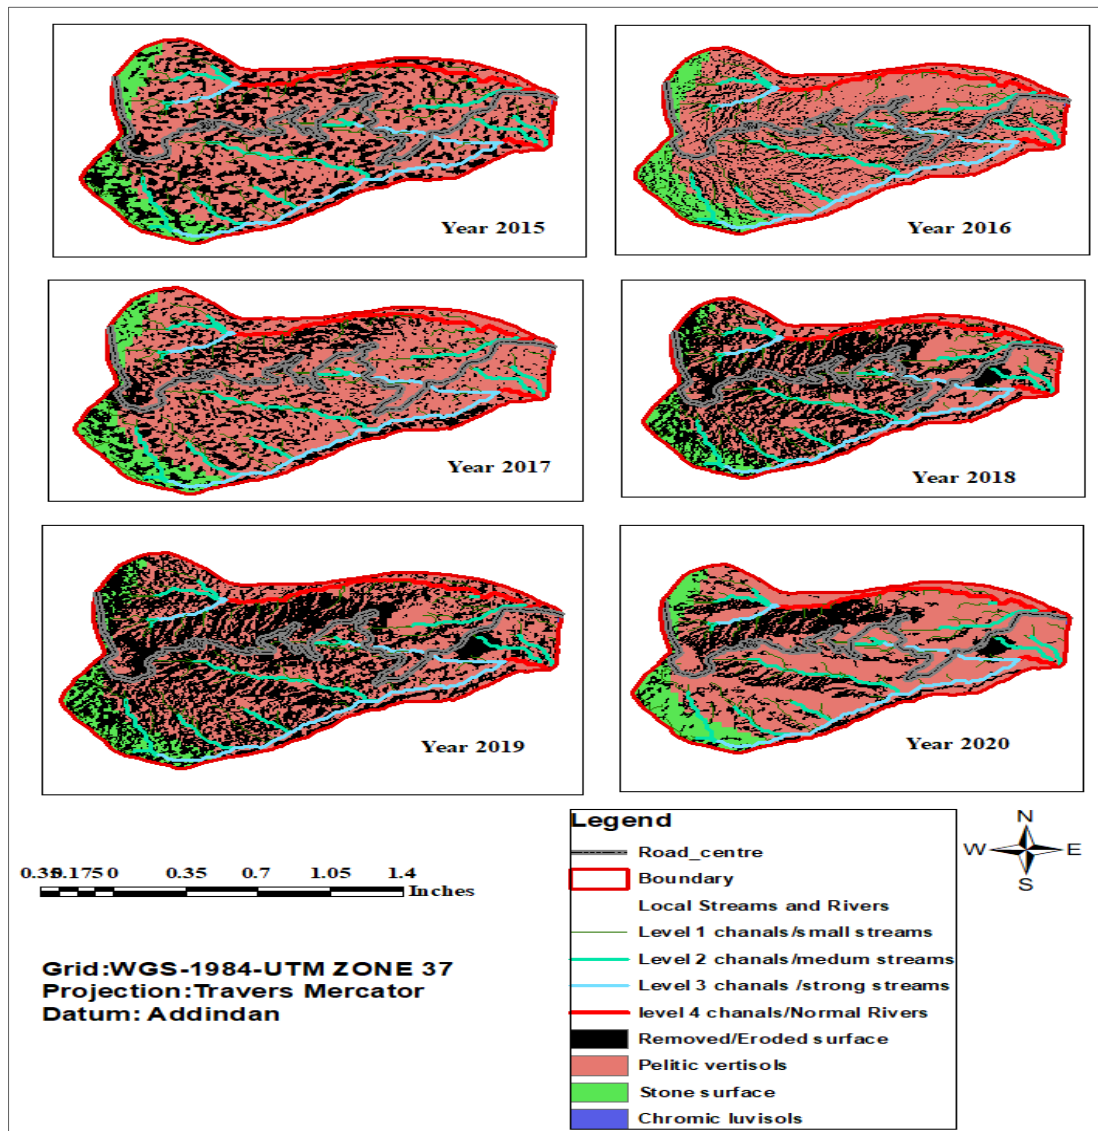 Year 2015
Year 2016
Year 2017
Year 2018
Year 2019
Year 2020
Legend
Road_centre
Boundary
Local Streams and Rivers
Level 1 chanals/small streams
Level 2 chanals/medum streams
Level 3 chanals /strong streams
level 4 chanals/Normal Rivers
Removed/Eroded surface
Pelitic vertisols
Stone surface
Chromic luvisols
N
W E
S
0 0.35 0.7 1.05 1.4
Inches
Grid:WGS-1984-UTM ZONE 37
Projection:Travers Mercator
Datum: Addindan